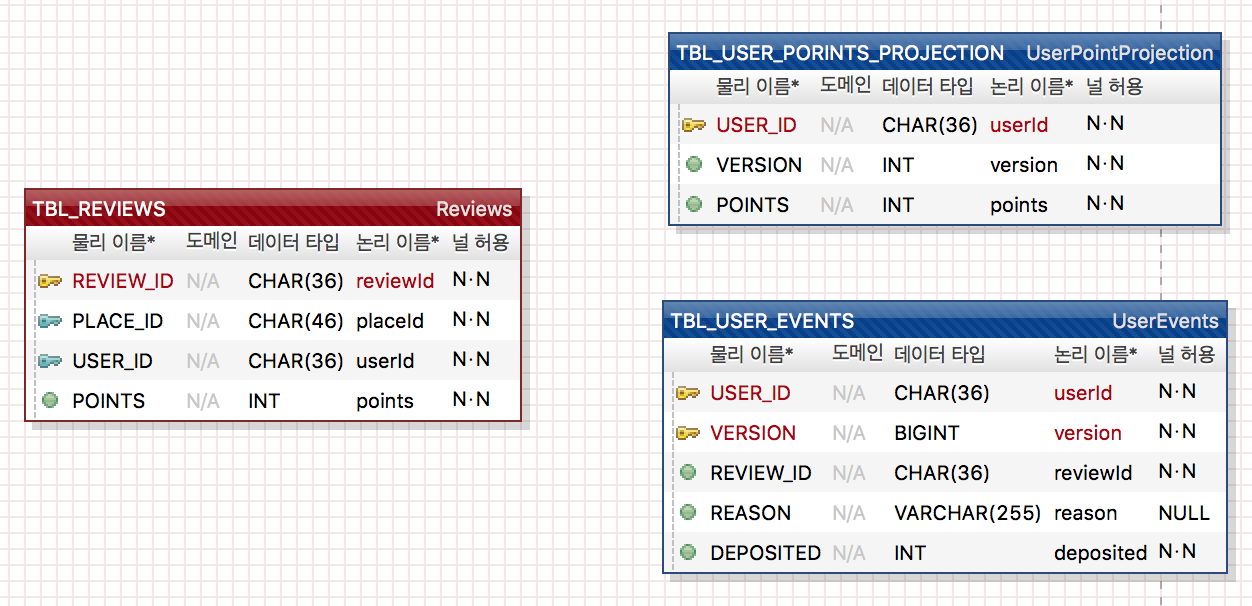 TBL_USER_PORINTS_PROJECTION UserPointProjection
물리 이름* 도메인 데이터 타입 논리 이름* 널 허용
USER_ID N/A CHAR(36) userId N·N
VERSION N/A INT version N·N
POINTS N/A INT points N·N
TBL_REVIEWS Reviews
물리 이름* 도메인 데이터 타입 논리 이름* 널 허용
REVIEW_ID N/A CHAR(36) reviewId N·N
PLACE_ID N/A CHAR(46) placeId N·N
USER_ID N/A CHAR(36) userId N·N
POINTS N/A INT points N·N
TBL_USER_EVENTS UserEvents
물리 이름* 도메인 데이터 타입 논리 이름* 널 허용
USER_ID N/A CHAR(36) userId N·N
VERSION N/A BIGINT version N·N
REVIEW_ID N/A CHAR(36) reviewId N·N
REASON N/A VARCHAR(255) reason NULL
DEPOSITED N/A INT deposited N·N